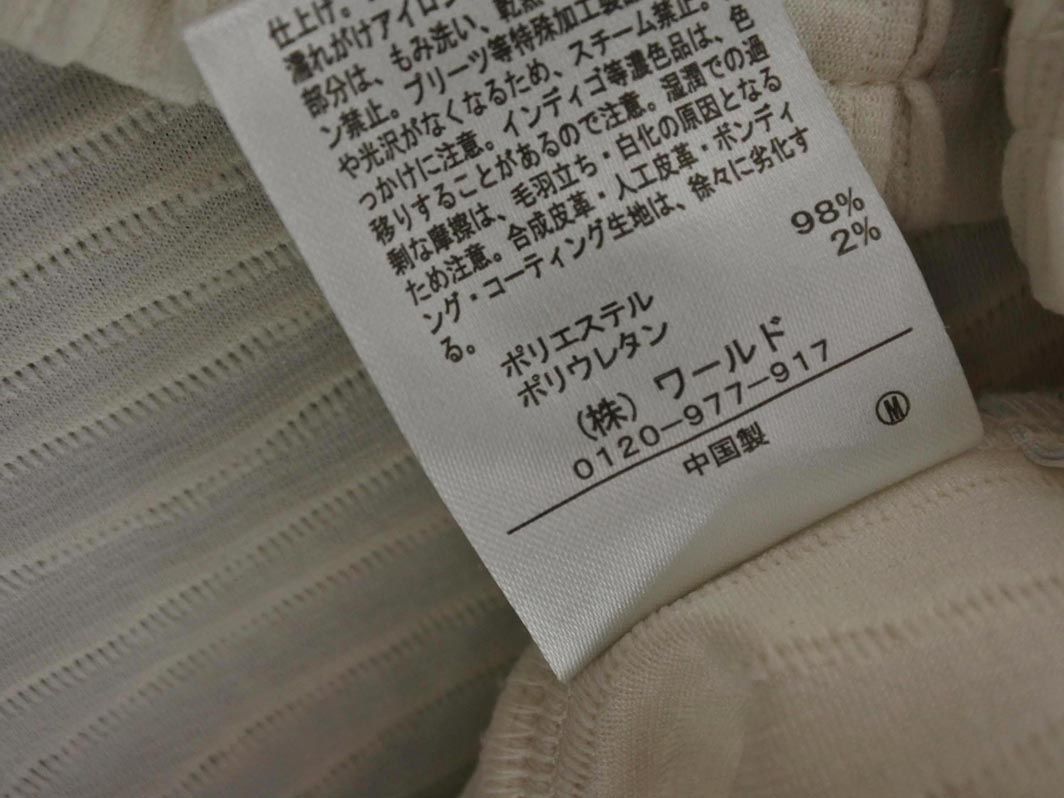 仕上げ。
濡れがけアイロン
部分は、もみ洗い、乾
ン禁止。プリーツ等特殊加工製
や光沢がなくなるため、スチーム禁止。
っかけに注意。インディゴ等濃色品は、色
移りすることがあるので注意。湿潤での過
剰な摩擦は、毛羽立ち・白化の原因となる
ため注意。合成皮革・人工皮革・ボンディ
ング・コーティング生地は、徐々に劣化す
る。
ポリエステル 98%
ポリウレタン 2%
(株) ワールド
0120-977-917
中国製 Ⓜ